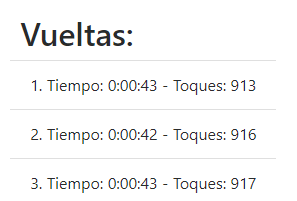 Vueltas:
1. Tiempo: 0:00:43 - Toques: 913
2. Tiempo: 0:00:42 - Toques: 916
3. Tiempo: 0:00:43 - Toques: 917